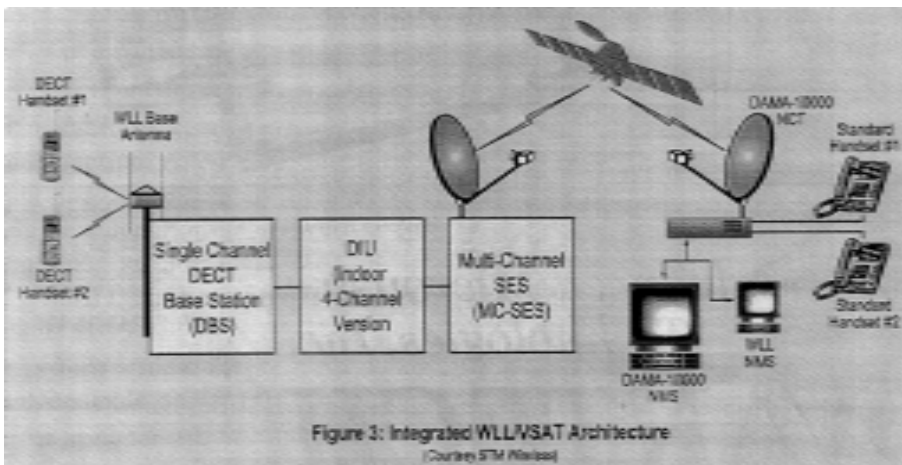 DECT
Handset #1
WLL Base
Antenna
DECT
Handset #2
Single Channel
DECT
Base Station
(DBS)
DIU
(Indoor
4-Channel
Version
Multi-Channel
SES
(MC-SES)
DAMA-10000
MCT
Standard
Handset #1
Standard
Handset #2
DAMA-10000
NMS
WLL
NMS
Figure 3: Integrated WLL/VSAT Architecture
(Courtesy STM Wireless)